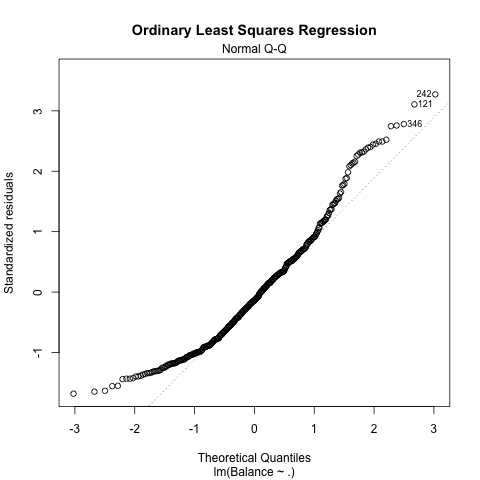 Ordinary Least Squares Regression
Normal Q-Q
242
121
346
3
2
1
0
-1
Standardized residuals
-3 -2 -1 0 1 2 3
Theoretical Quantiles
lm(Balance ~ .)